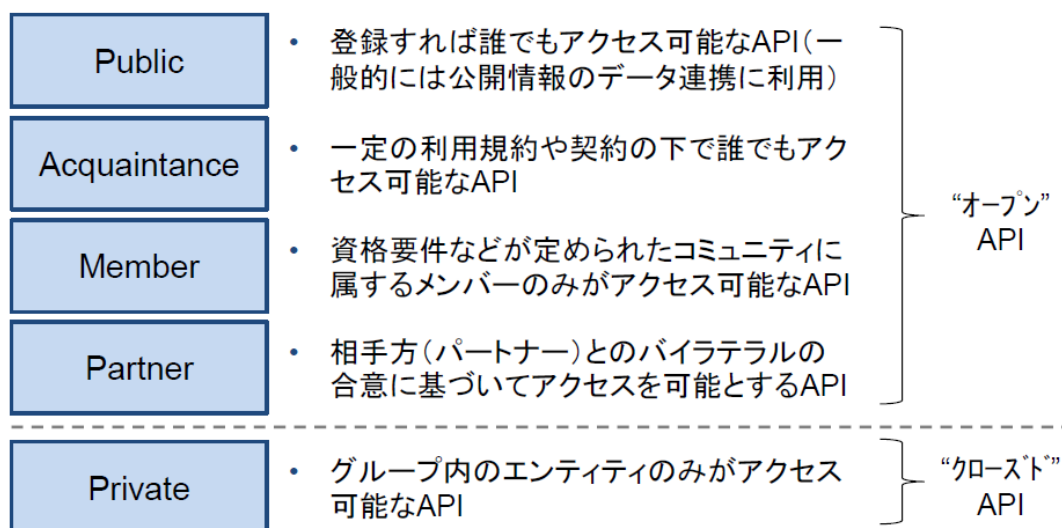 Public
• 登録すれば誰でもアクセス可能なAPI(一
般的には公開情報のデータ連携に利用)
Acquaintance
• 一定の利用規約や契約の下で誰でもアク
セス可能なAPI
Member
• 資格要件などが定められたコミュニティに
属するメンバーのみがアクセス可能なAPI
Partner
• 相手方(パートナー)とのバイラテラルの
合意に基づいてアクセスを可能とするAPI
“オープン”
API
Private
• グループ内のエンティティのみがアクセス
可能なAPI
“クローズド”
API